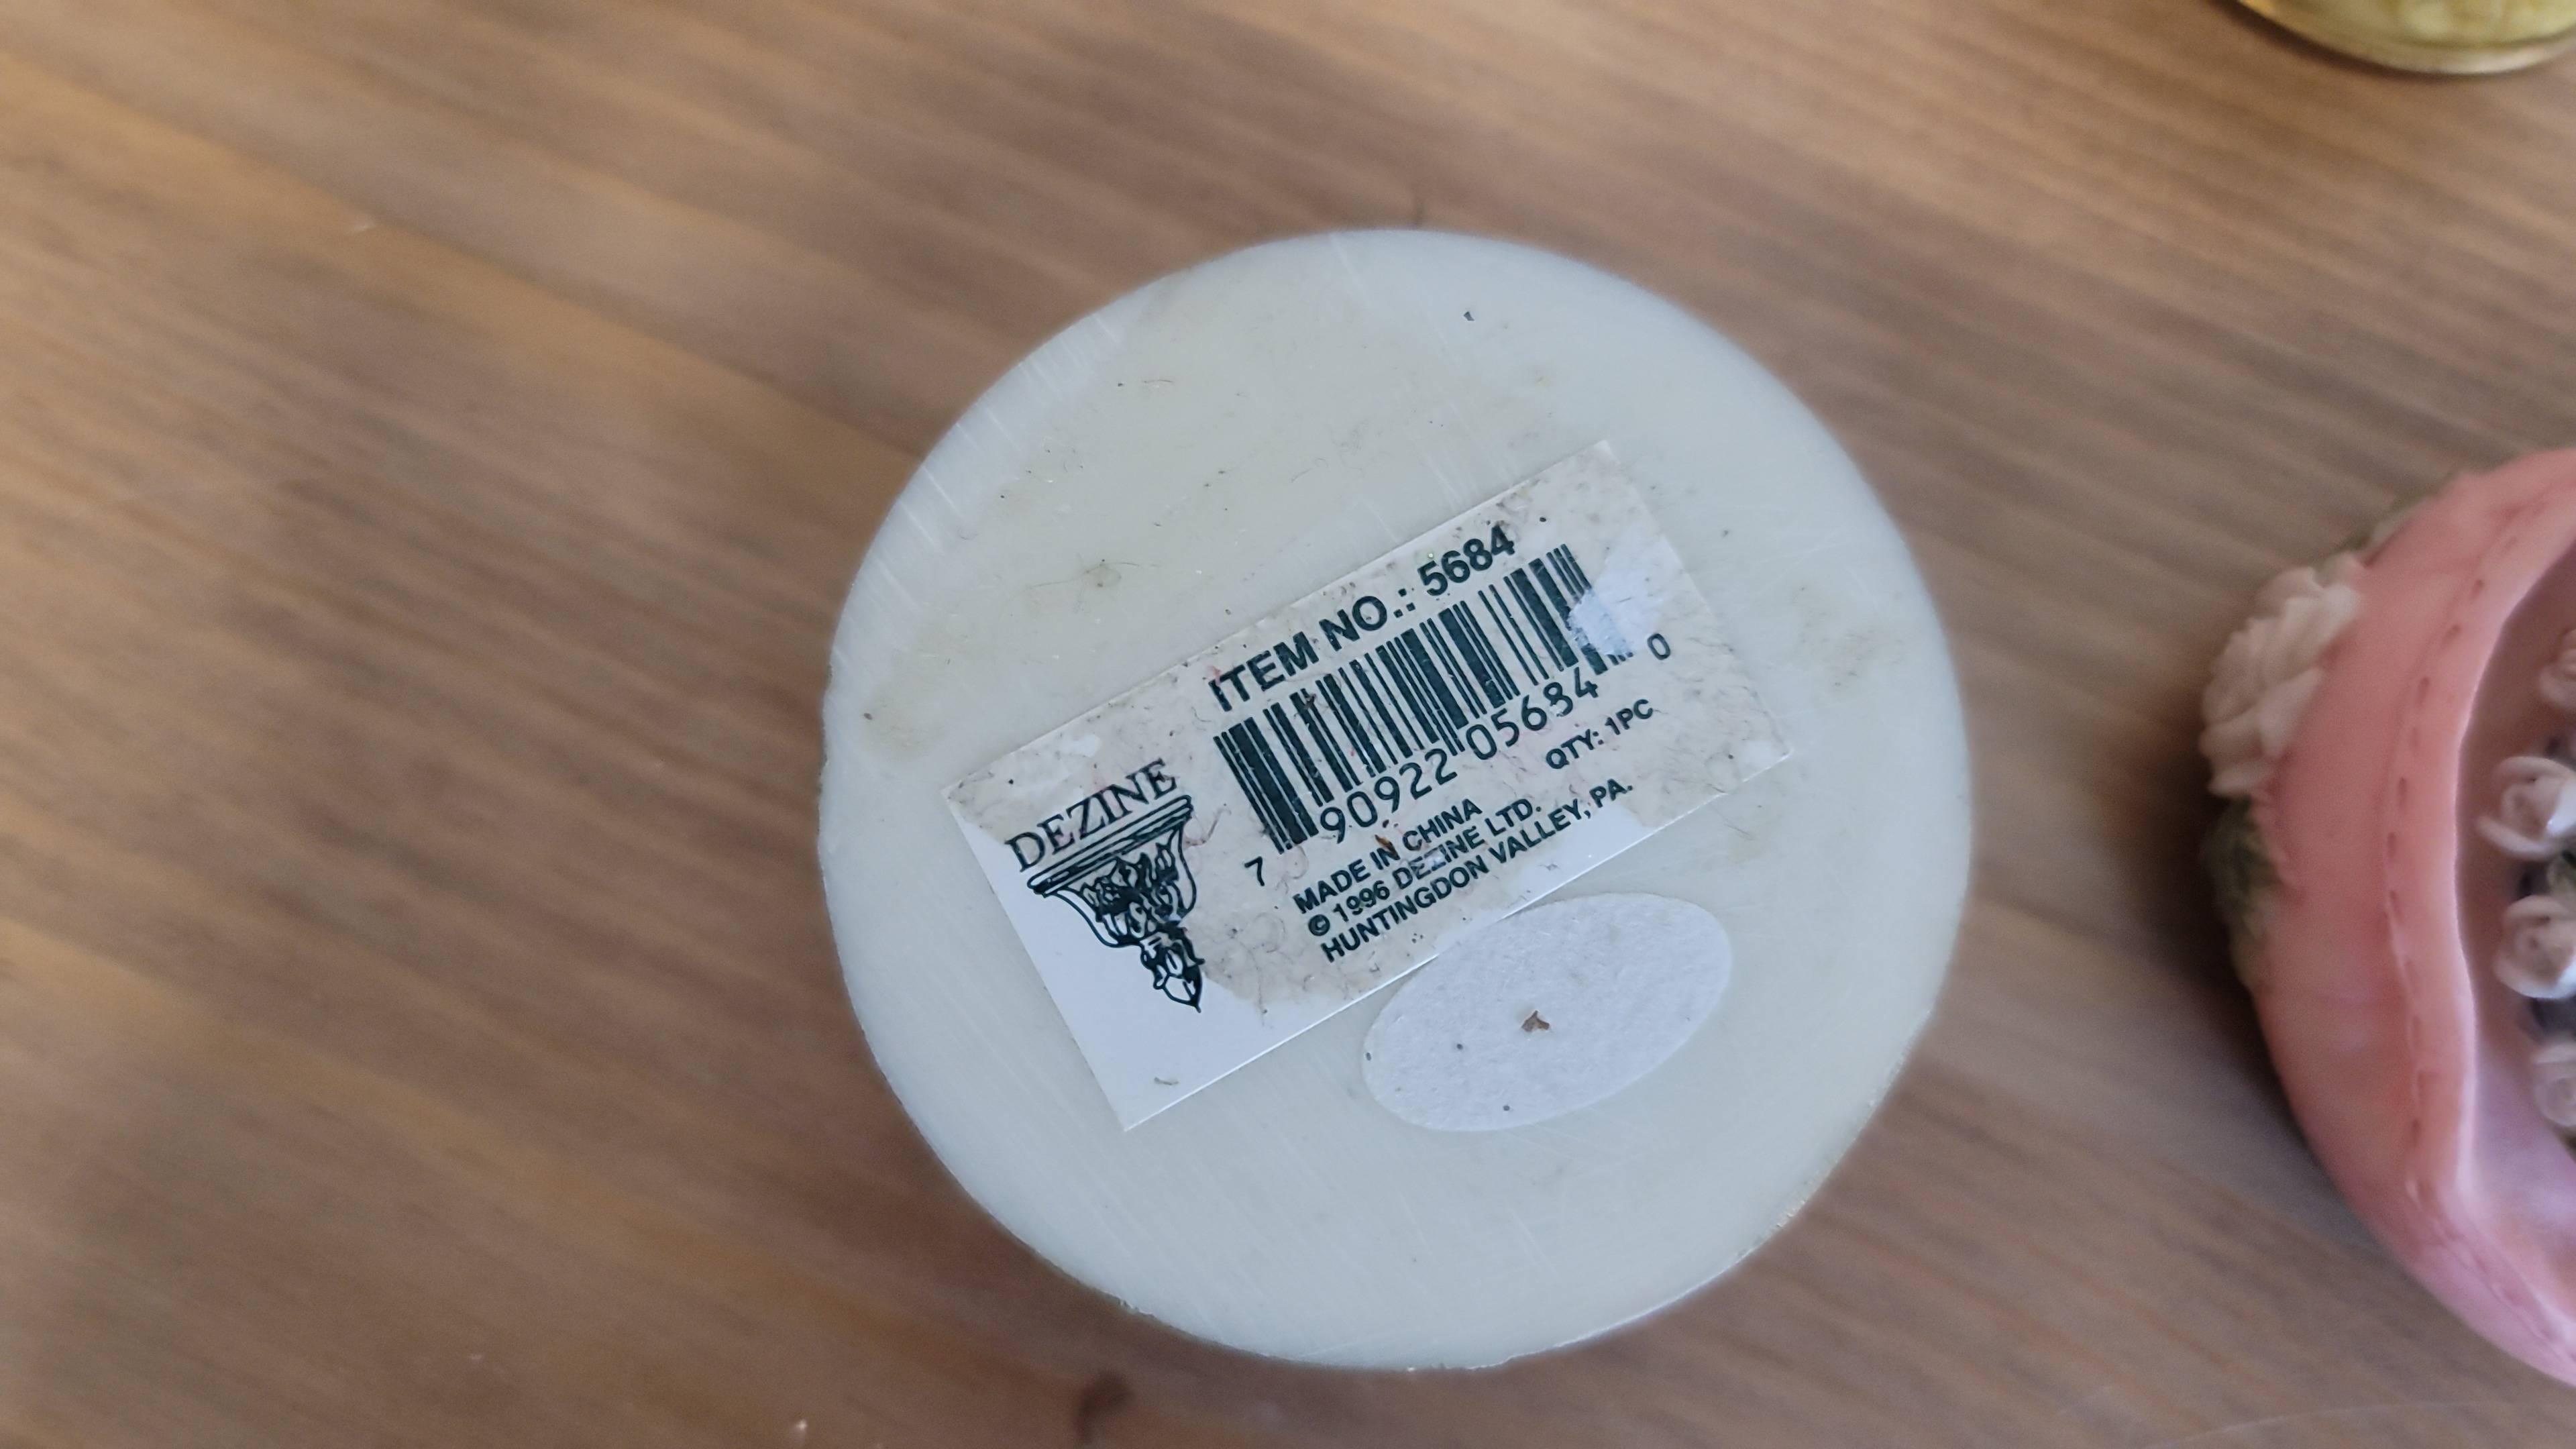 ITEM NO.: 5684
7 90922 05684 0
QTY: 1PC
DEZINE
MADE IN CHINA
© 1996 DEZINE LTD.
HUNTINGDON VALLEY, PA.